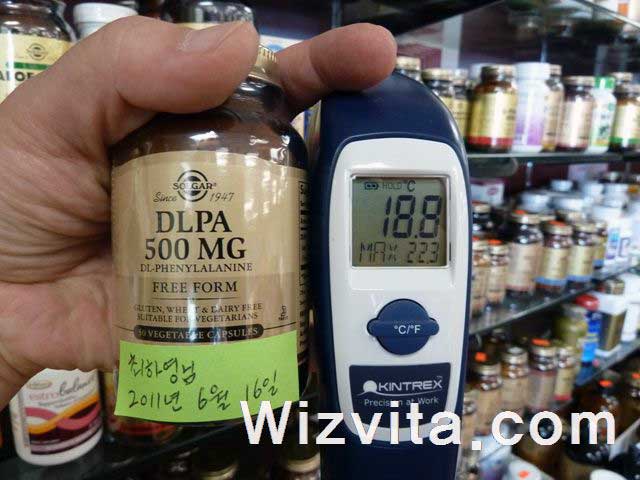 SOLGAR
Since 1947
DLPA
500 MG
DL-PHENYLALANINE
FREE FORM
GLUTEN, WHEAT & DAIRY FREE
SUITABLE FOR VEGETARIANS
50 VEGETABLE CAPSULES
최하영님
2011년 6월 16일
HOLD °C
18.8
MAX 22.3
°C/°F
KINTREX
Precision at Work
Wizvita.com